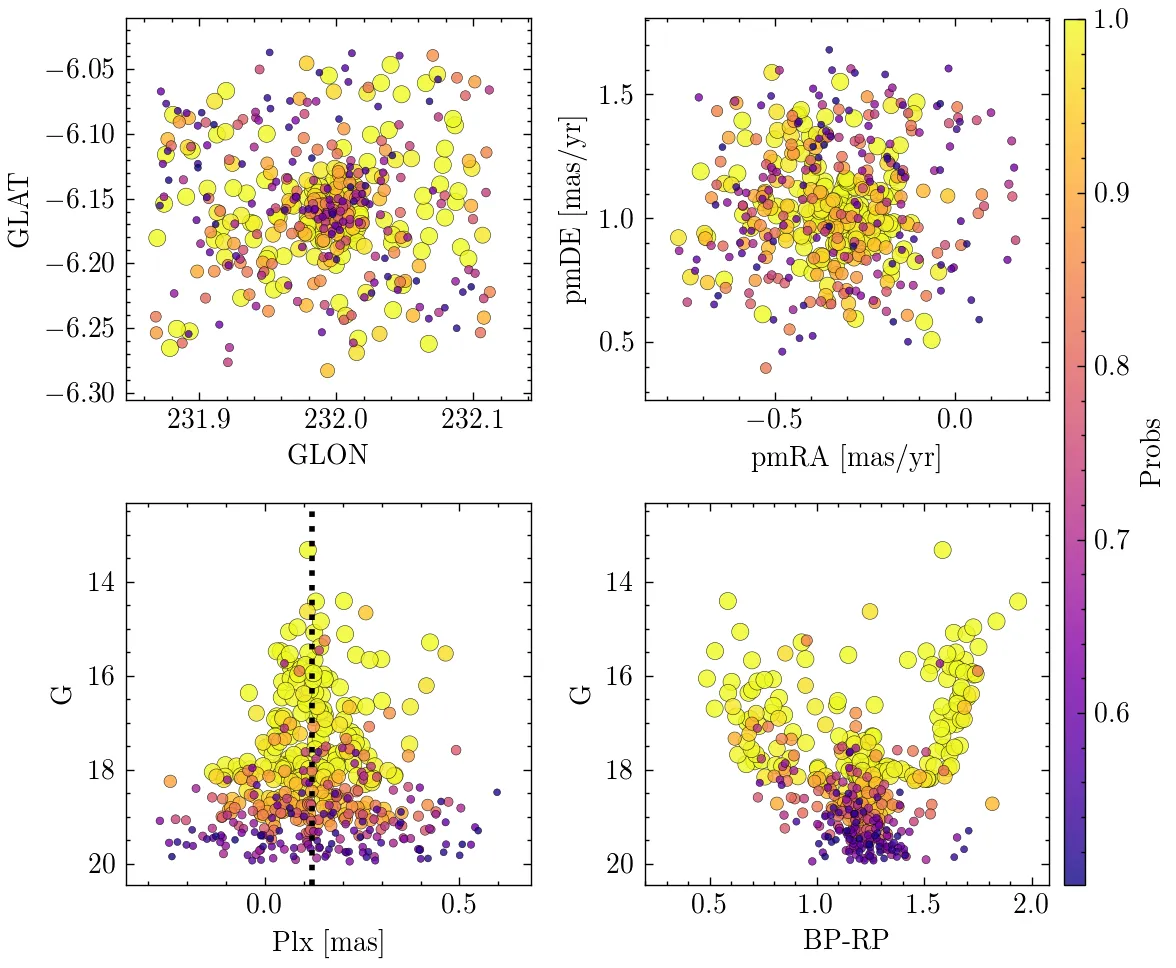 −6.05
−6.10
−6.15
−6.20
−6.25
−6.30
GLAT
231.9 232.0 232.1
GLON
1.5
1.0
0.5
pmDE [mas/yr]
−0.5 0.0
pmRA [mas/yr]
14
16
18
20
G
0.0 0.5
Plx [mas]
14
16
18
20
G
0.5 1.0 1.5 2.0
BP-RP
1.0
0.9
0.8
0.7
0.6
Probs